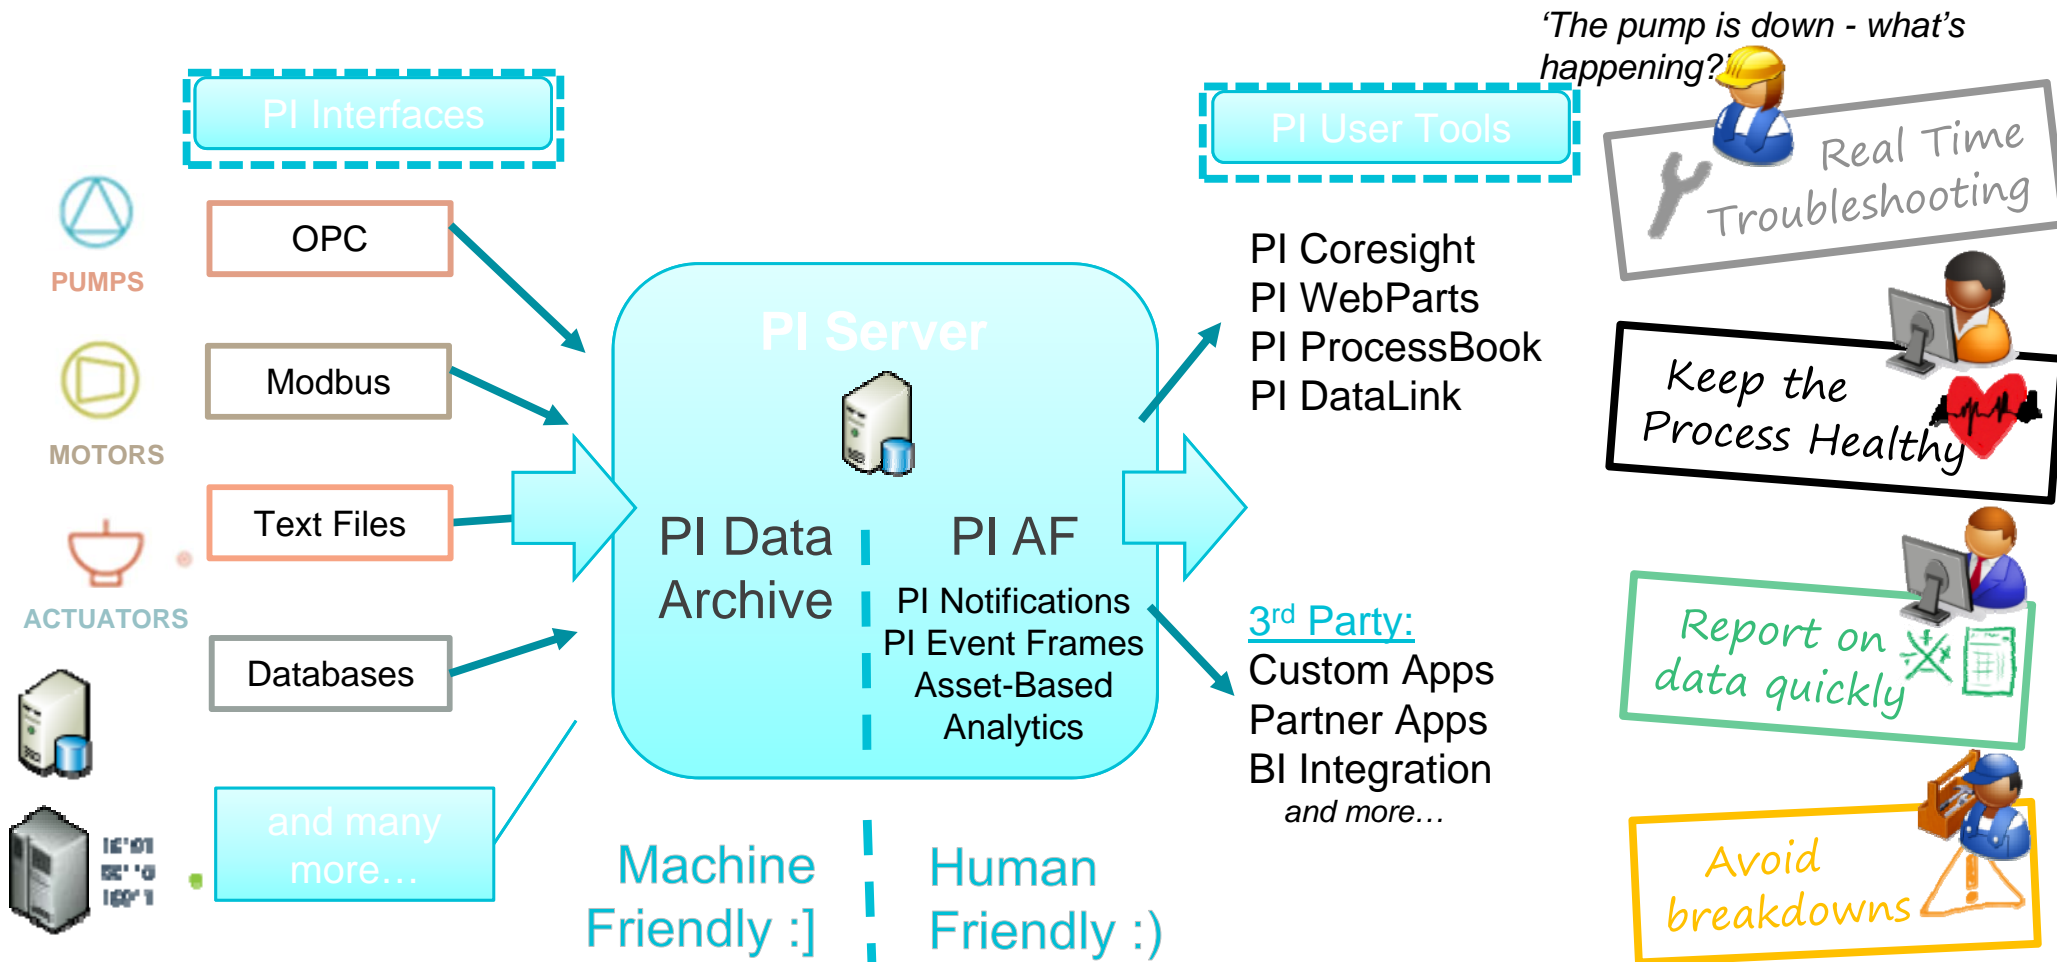 ‘The pump is down - what’s
happening?’
PI Interfaces
PI User Tools
PUMPS
MOTORS
ACTUATORS
OPC
Modbus
Text Files
Databases
and many
more…
PI Server
PI Data
Archive
PI AF
PI Notifications
PI Event Frames
Asset-Based
Analytics
Machine
Friendly :]
Human
Friendly :)
PI Coresight
PI WebParts
PI ProcessBook
PI DataLink
3rd Party:
Custom Apps
Partner Apps
BI Integration
and more…
Real Time
Troubleshooting
Keep the
Process Healthy
Report on
data quickly
Avoid
breakdowns